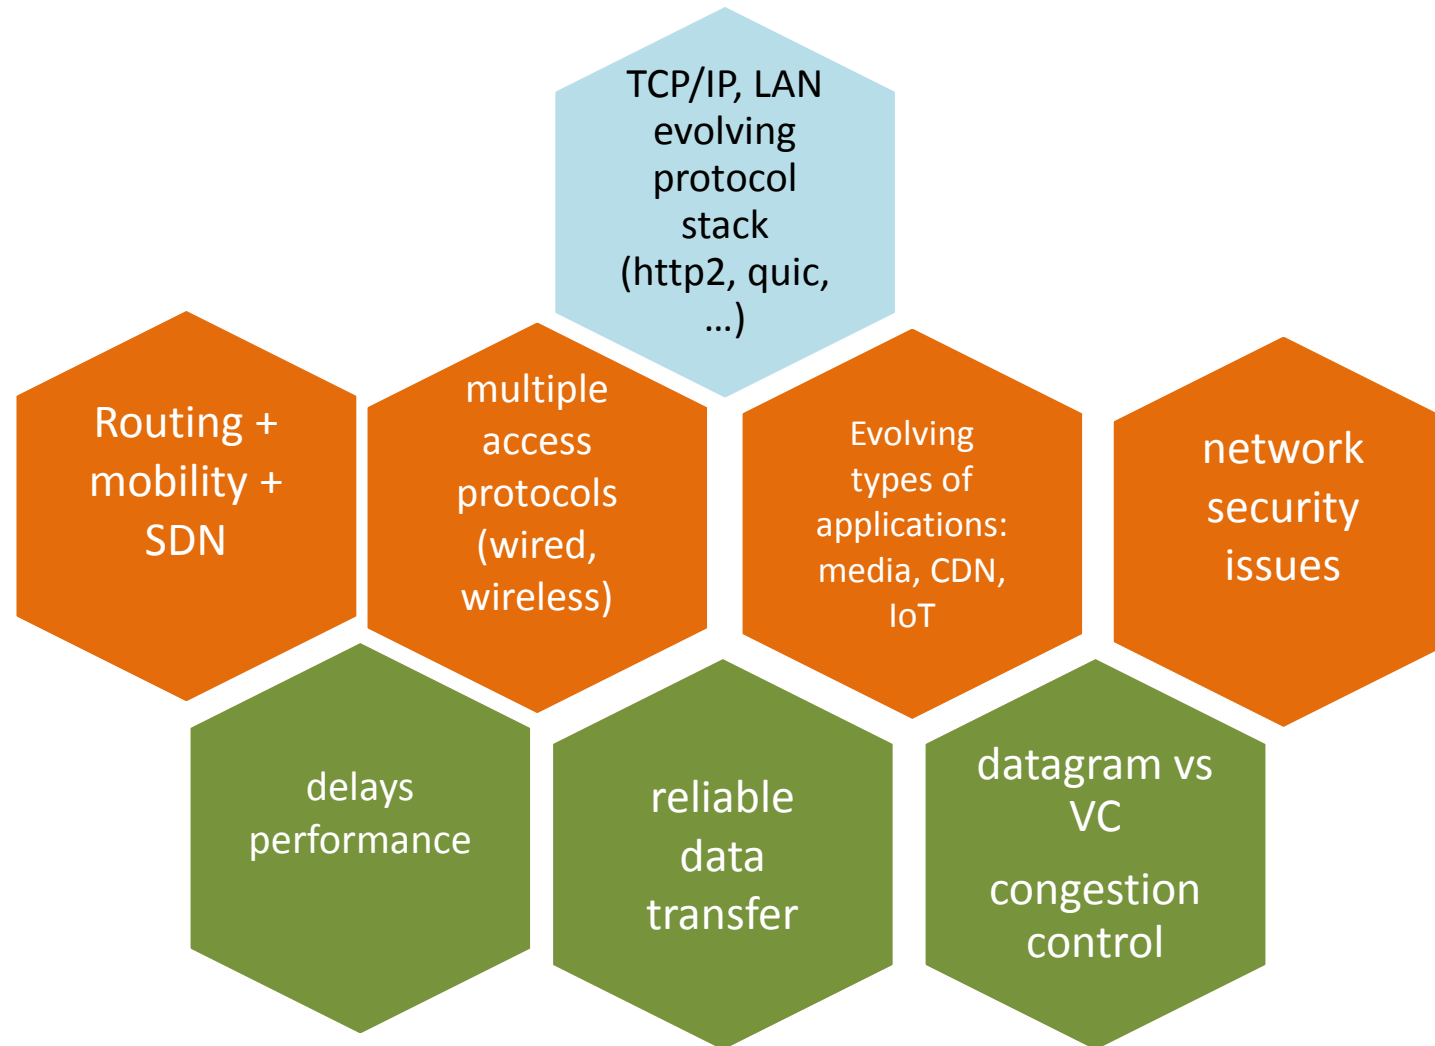 TCP/IP, LAN
evolving
protocol
stack
(http2, quic,
…)
Routing +
mobility +
SDN
multiple
access
protocols
(wired,
wireless)
Evolving
types of
applications:
media, CDN,
IoT
network
security
issues
delays
performance
reliable
data
transfer
datagram vs
VC
congestion
control